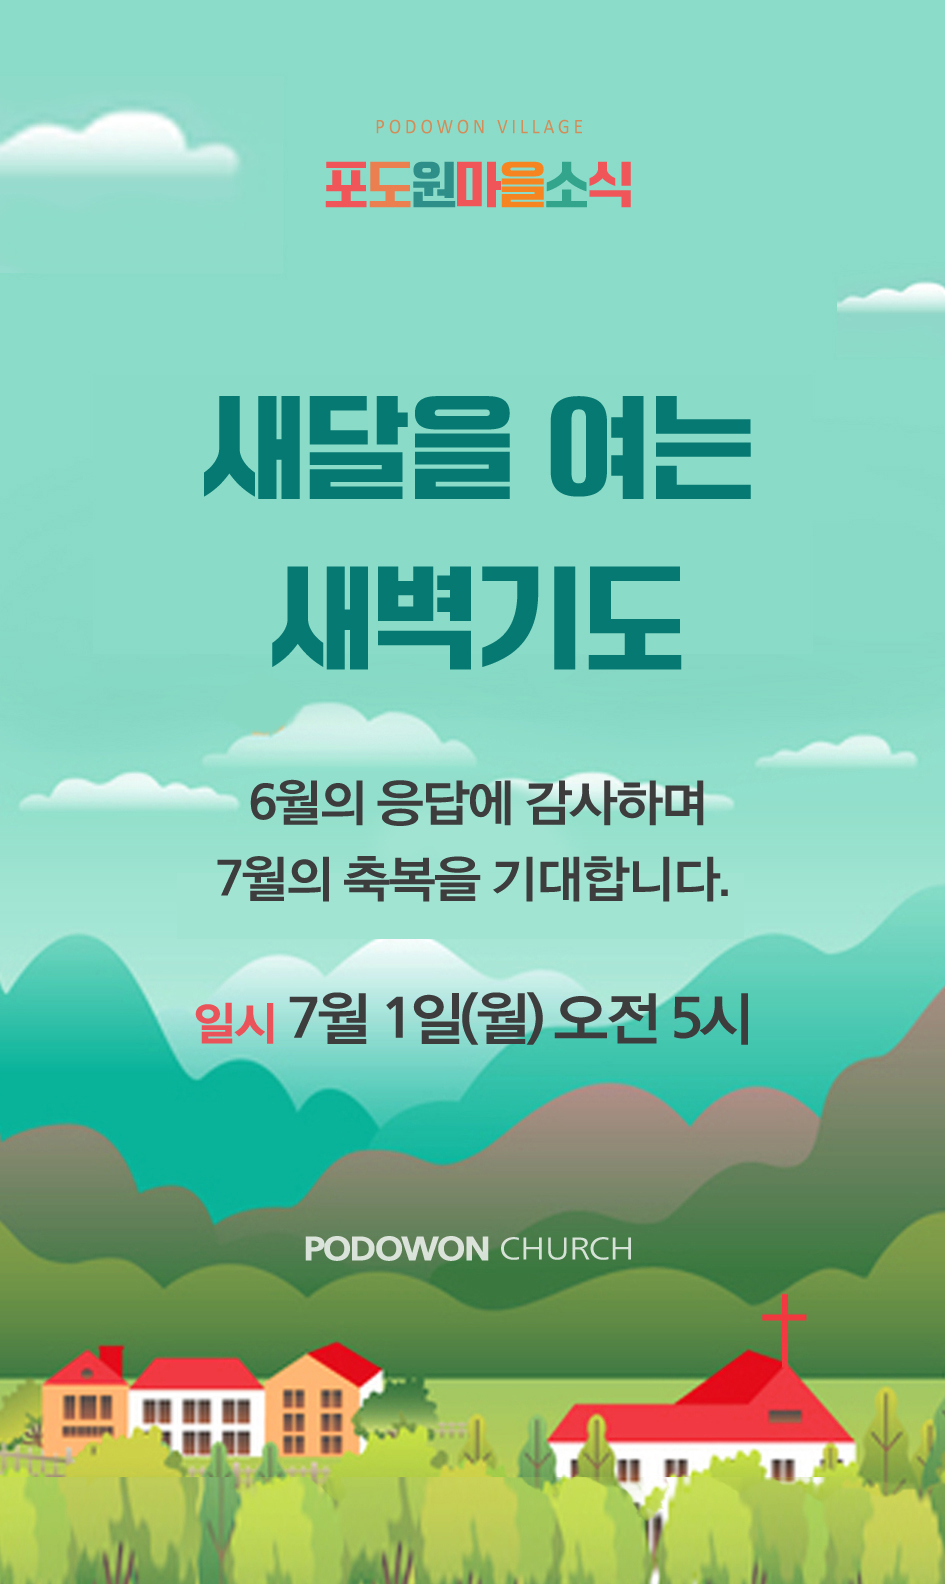 PODOWON VILLAGE
포도원마을소식
새달을 여는
새벽기도
6월의 응답에 감사하며
7월의 축복을 기대합니다.
일시 7월 1일(월) 오전 5시
PODOWON CHURCH